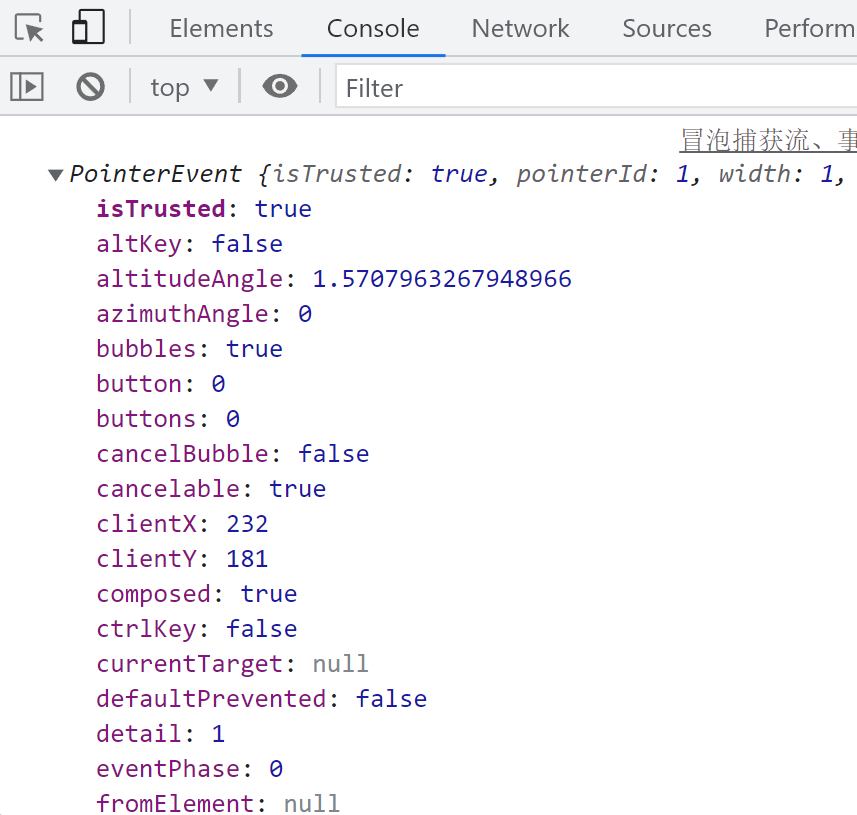 Elements Console Network Sources Perform
top Filter
冒泡捕获流、事
PointerEvent {isTrusted: true, pointerId: 1, width: 1,
isTrusted: true
altKey: false
altitudeAngle: 1.5707963267948966
azimuthAngle: 0
bubbles: true
button: 0
buttons: 0
cancelBubble: false
cancelable: true
clientX: 232
clientY: 181
composed: true
ctrlKey: false
currentTarget: null
defaultPrevented: false
detail: 1
eventPhase: 0
fromElement: null